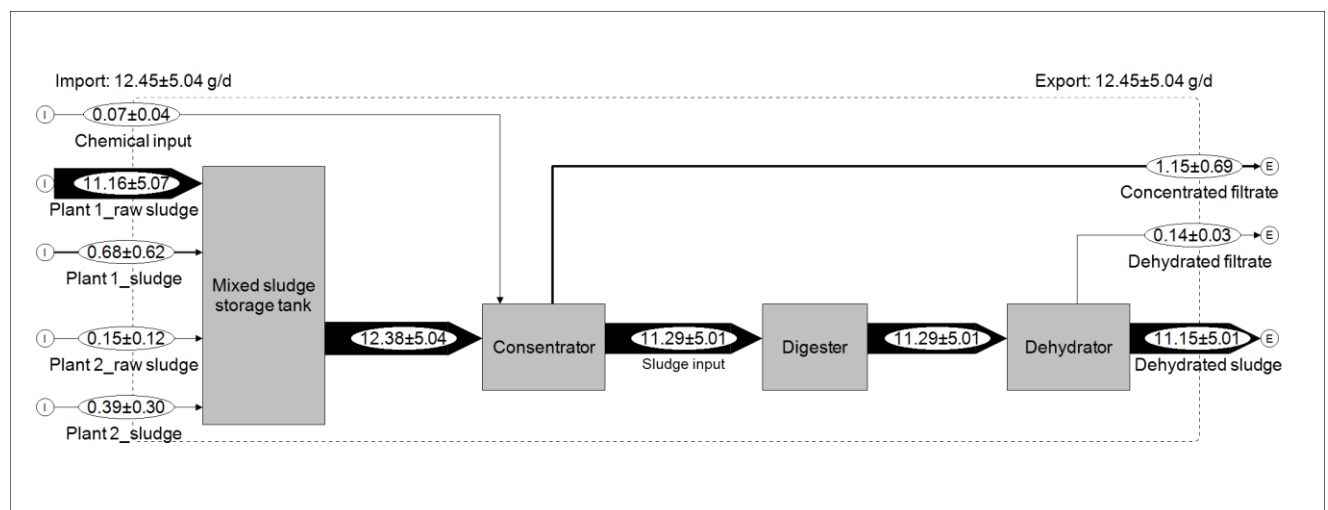 Import: 12.45±5.04 g/d
Export: 12.45±5.04 g/d
I
0.07±0.04
Chemical input
I
11.16±5.07
Plant 1_raw sludge
I
0.68±0.62
Plant 1_sludge
I
0.15±0.12
Plant 2_raw sludge
I
0.39±0.30
Plant 2_sludge
Mixed sludge
storage tank
12.38±5.04
Consentrator
11.29±5.01
Sludge input
Digester
11.29±5.01
Dehydrator
1.15±0.69
E
Concentrated filtrate
0.14±0.03
E
Dehydrated filtrate
11.15±5.01
E
Dehydrated sludge